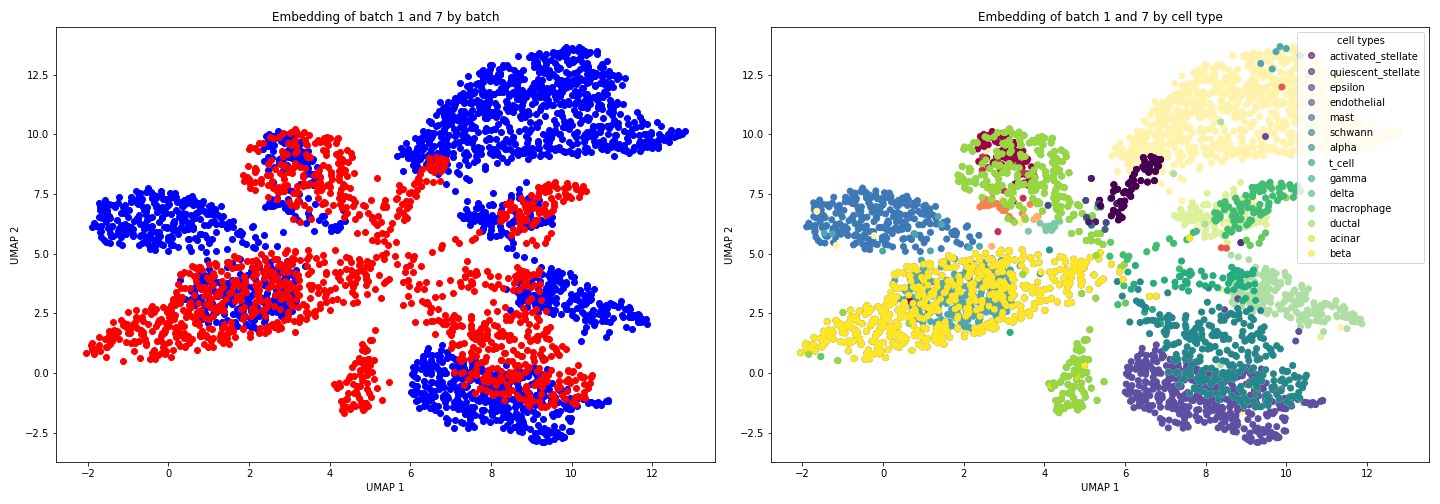 Embedding of batch 1 and 7 by batch
12.5
10.0
7.5
5.0
2.5
0.0
−2.5
UMAP 2
−2
0
2
4
6
8
10
12
UMAP 1
Embedding of batch 1 and 7 by cell type
12.5
10.0
7.5
5.0
2.5
0.0
−2.5
UMAP 2
−2
0
2
4
6
8
10
12
UMAP 1
cell types
activated_stellate
quiescent_stellate
epsilon
endothelial
mast
schwann
alpha
t_cell
gamma
delta
macrophage
ductal
acinar
beta